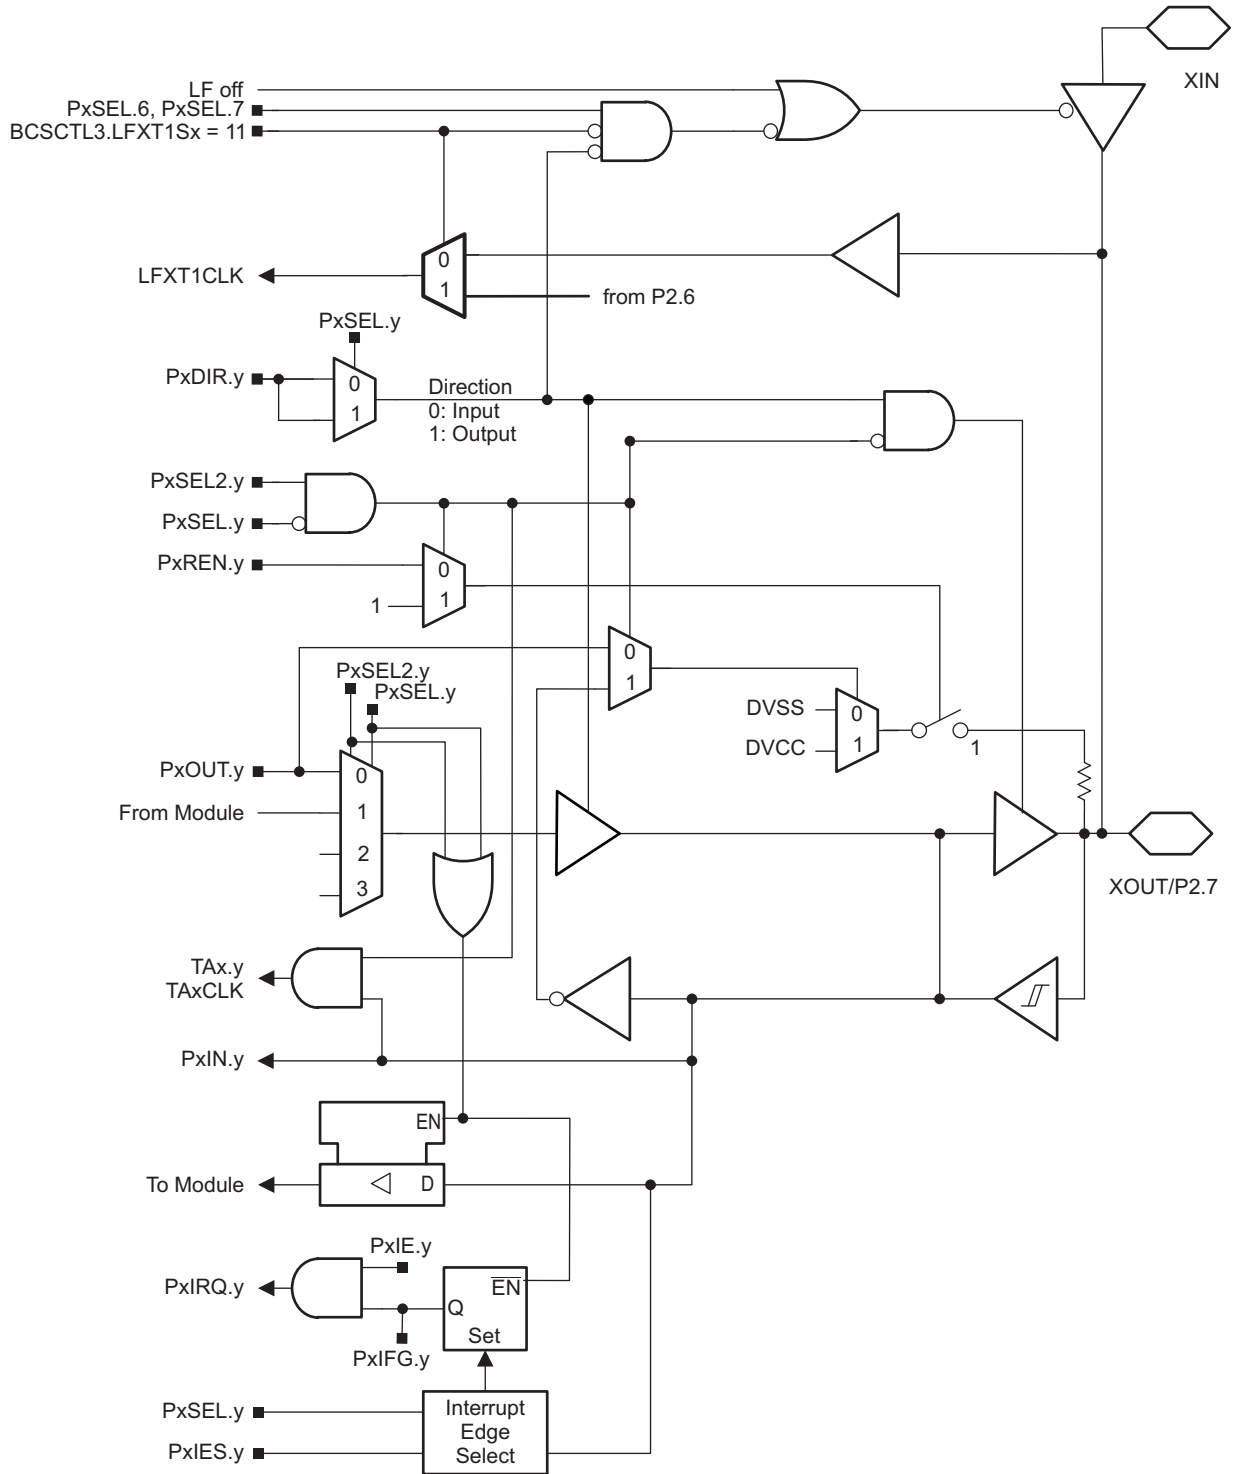 XIN
LF off
PxSEL.6, PxSEL.7
BCSCTL3.LFXT1Sx = 11
0
LFXT1CLK
1
from P2.6
PxSEL.y
PxDIR.y
0
1
Direction
0: Input
1: Output
PxSEL2.y
PxSEL.y
PxREN.y
0
1
1
0
1
PxSEL2.y
PxSEL.y
DVSS
0
DVCC
1
1
PxOUT.y
0
From Module
1
2
3
XOUT/P2.7
TAx.y
TAxCLK
PxIN.y
EN
To Module
D
PxIE.y
PxIRQ.y
EN
Q
Set
PxIFG.y
PxSEL.y
PxIES.y
Interrupt
Edge
Select